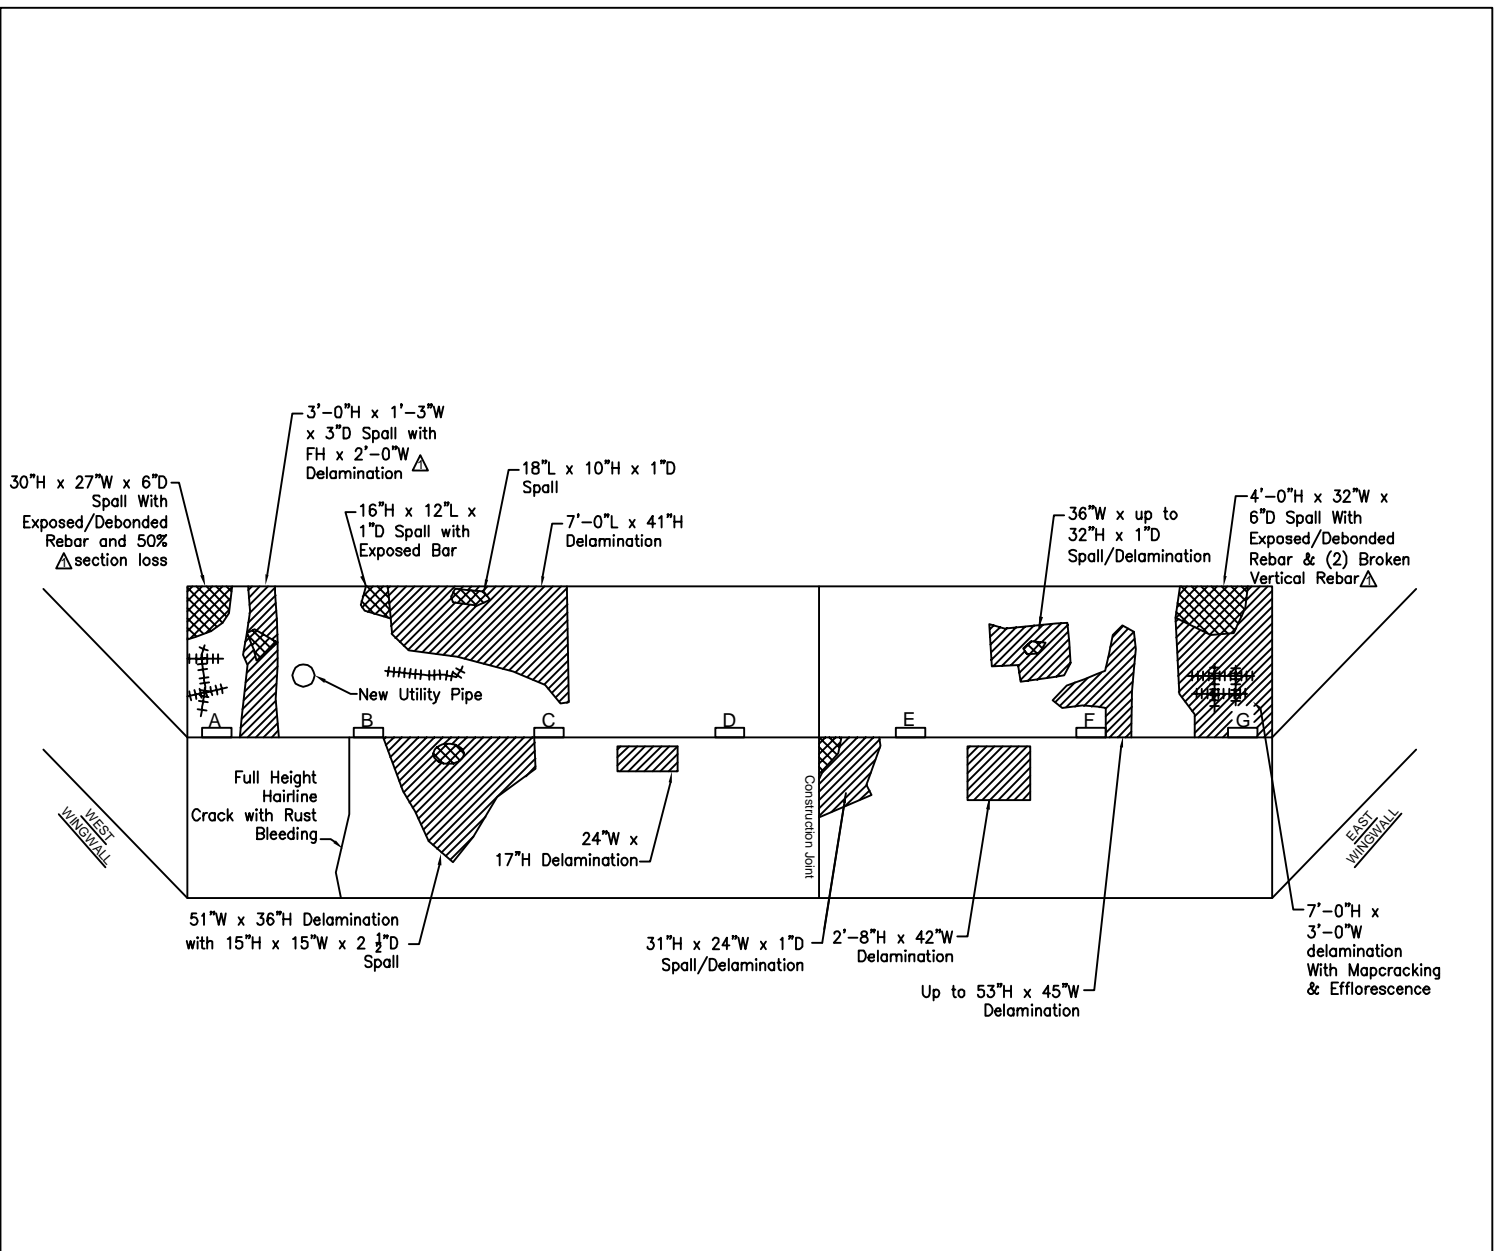 3'-0"H x 1'-3"W
x 3"D Spall with
FH x 2'-0"W
Delamination 1
30"H x 27"W x 6"D
Spall With
Exposed/Debonded
Rebar and 50%
1 section loss
16"H x 12"L x
1"D Spall with
Exposed Bar
18"L x 10"H x 1"D
Spall
7'-0"L x 41"H
Delamination
36"W x up to
32"H x 1"D
Spall/Delamination
4'-0"H x 32"W x
6"D Spall With
Exposed/Debonded
Rebar & (2) Broken
Vertical Rebar 1
New Utility Pipe
A B C D E F G
Full Height
Hairline
Crack with Rust
Bleeding
24"W x
17"H Delamination
Construction Joint
WEST
WINGWALL
EAST
WINGWALL
51"W x 36"H Delamination
with 15"H x 15"W x 2 ½"D
Spall
31"H x 24"W x 1"D
Spall/Delamination
2'-8"H x 42"W
Delamination
Up to 53"H x 45"W
Delamination
7'-0"H x
3'-0"W
delamination
With Mapcracking
& Efflorescence